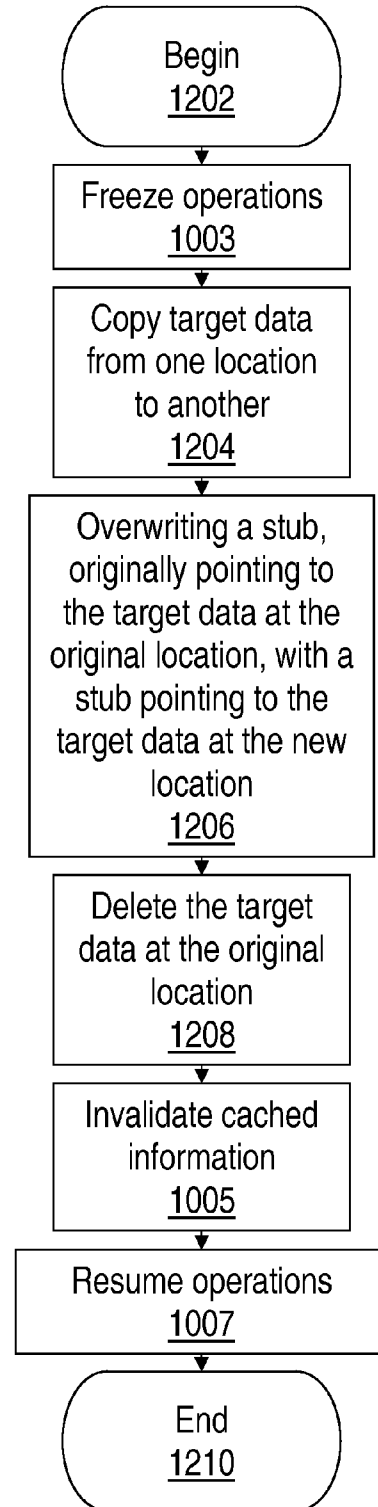 Begin
1202
Freeze operations
1003
Copy target data
from one location
to another
1204
Overwriting a stub,
originally pointing to
the target data at the
original location, with a
stub pointing to the
target data at the new
location
1206
Delete the target
data at the original
location
1208
Invalidate cached
information
1005
Resume operations
1007
End
1210